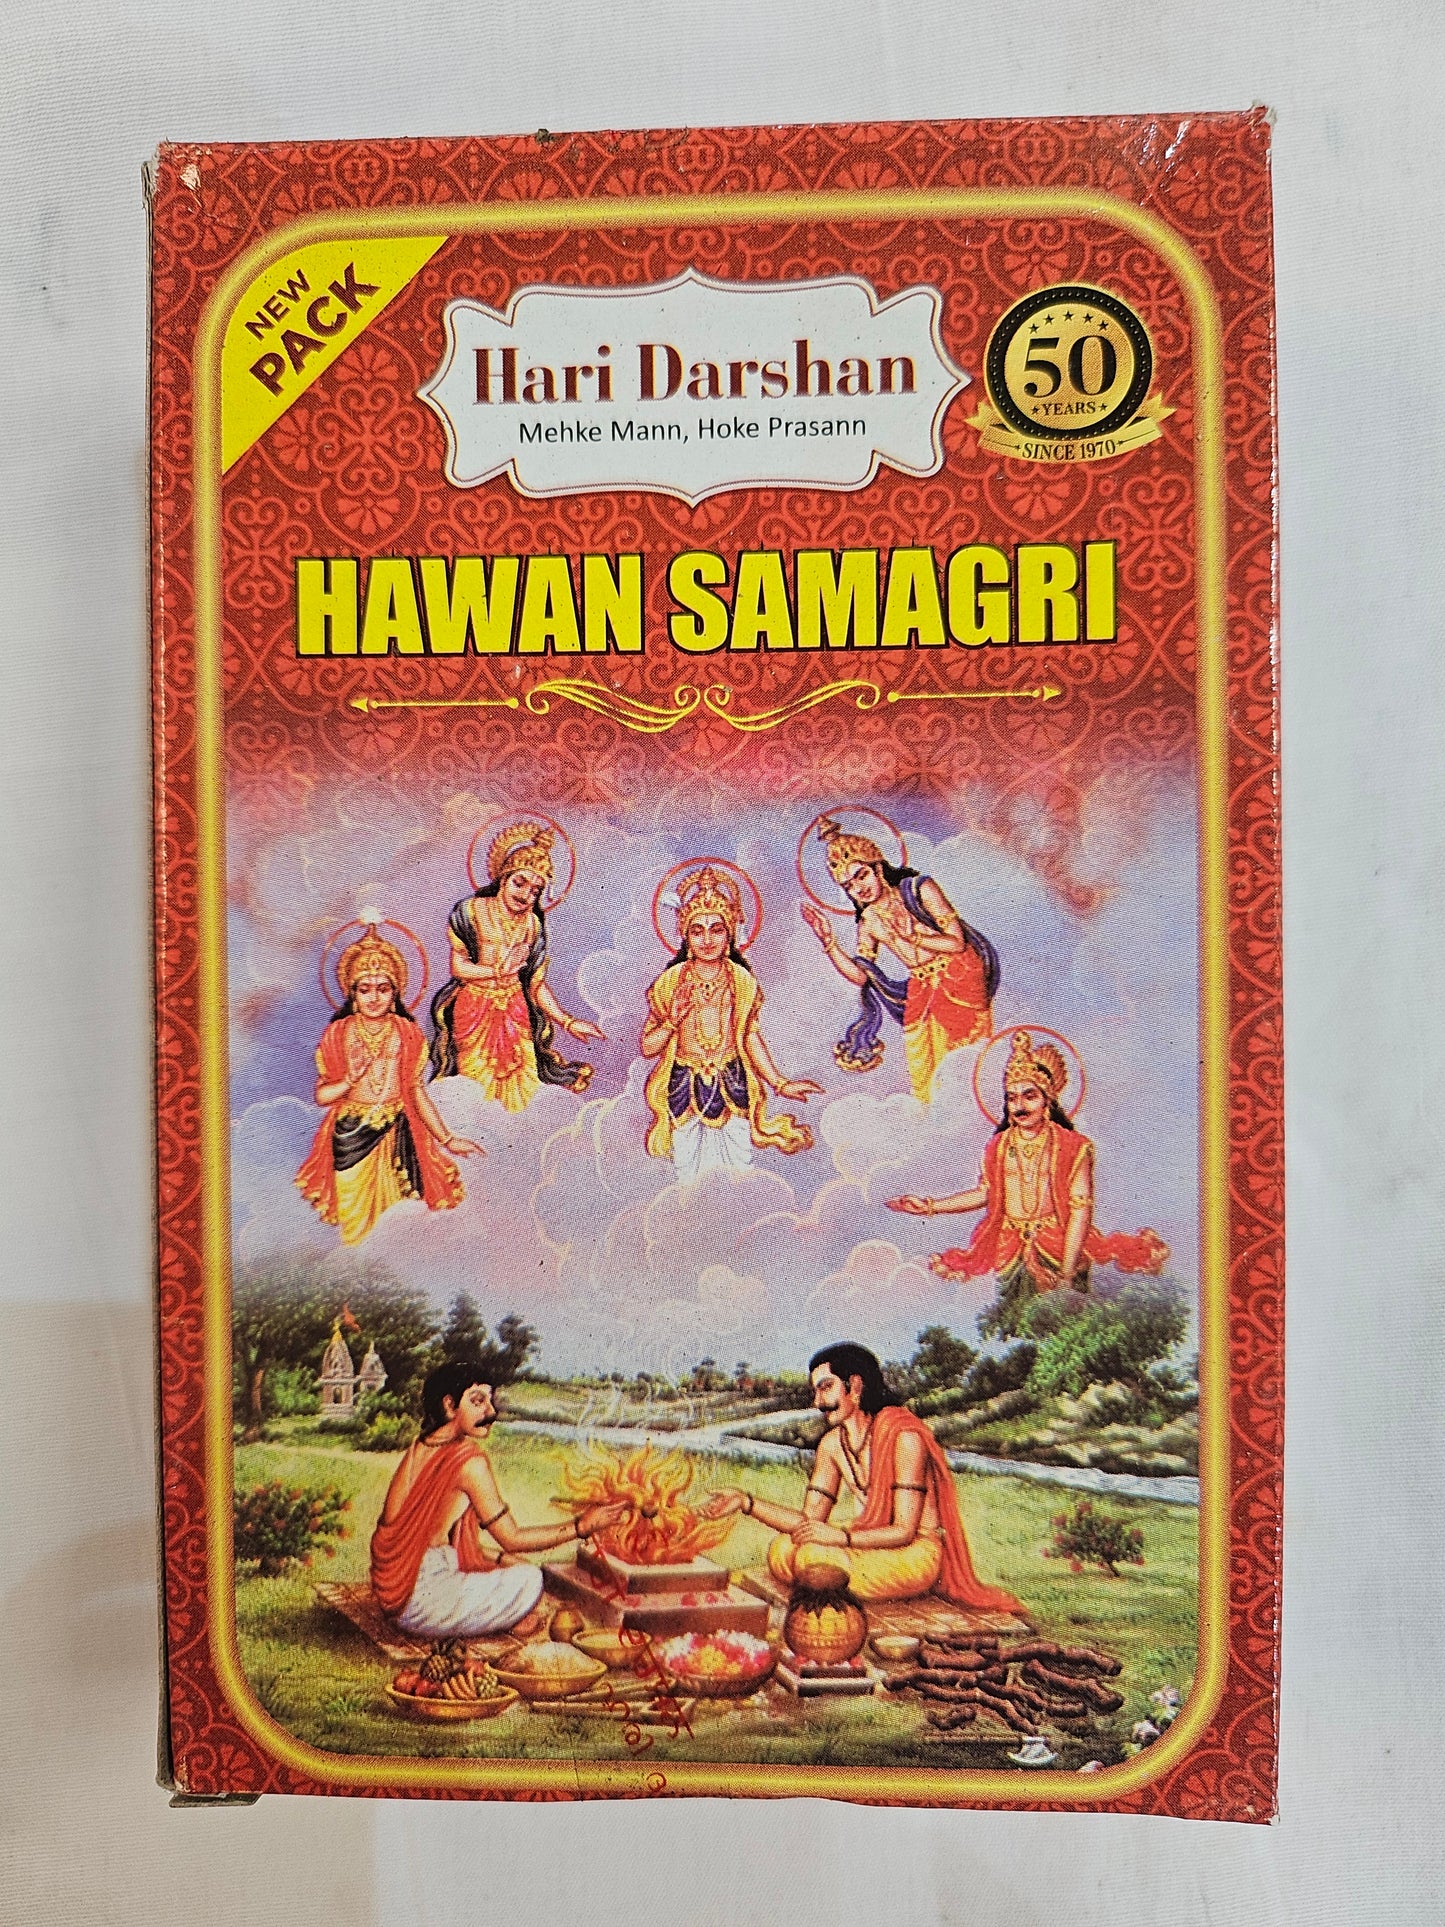 NEW
PACK
Hari Darshan
Mehke Mann, Hoke Prasann
50
YEARS
SINCE 1970
HAWAN SAMAGRI